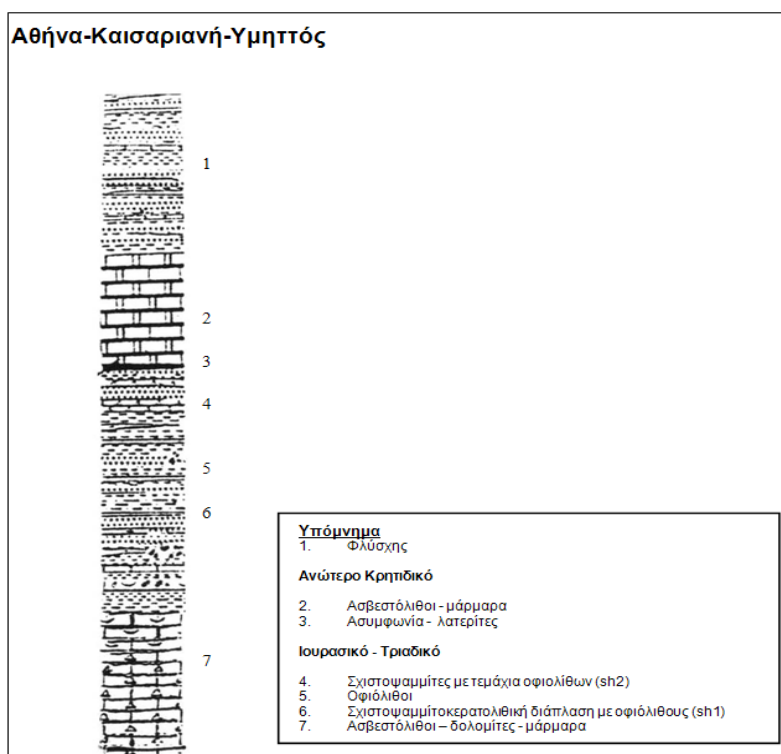 Αθήνα-Καισαριανή-Υμηττός
1
2
3
4
5
6
7
Υπόμνημα
1. Φλύσχης
Ανώτερο Κρητιδικό
2. Ασβεστόλιθοι - μάρμαρα
3. Ασυμφωνία - λατερίτες
Ιουρασικό - Τριαδικό
4. Σχιστοψαμμίτες με τεμάχια οφιολίθων (sh2)
5. Οφιόλιθοι
6. Σχιστοψαμμίτοκερατολιθική διάπλαση με οφιόλιθους (sh1)
7. Ασβεστόλιθοι – δολομίτες - μάρμαρα